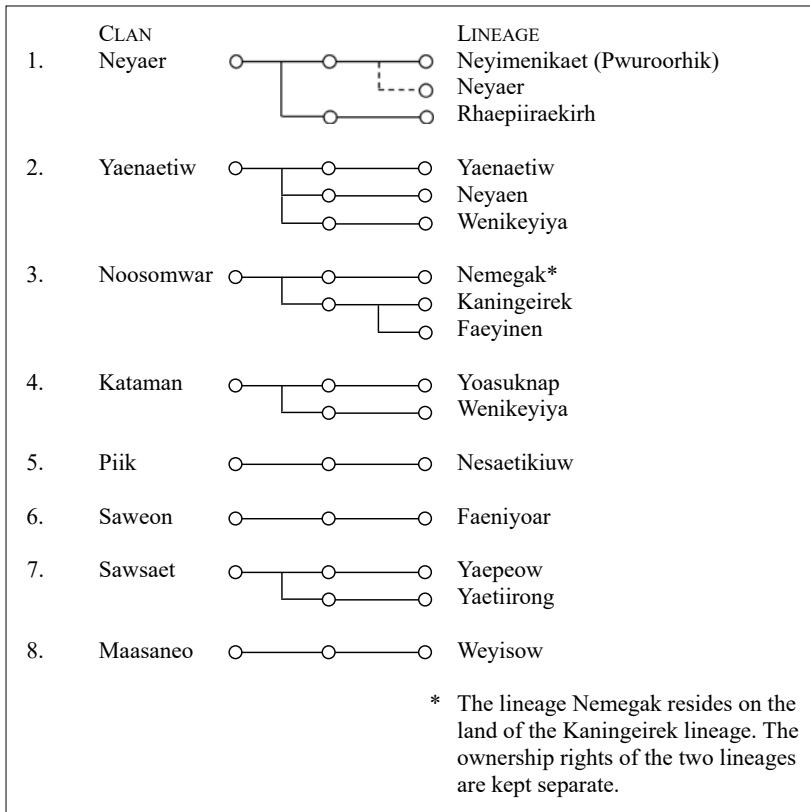 CLAN LINEAGE
1. Neyaer Neyimenikaet (Pwuroorhik)
Neyaer
Rhaepiiraekirh
2. Yaenaetiw Yaenaetiw
Neyaen
Wenikeyiya
3. Noosomwar Nemegak*
Kaningeirek
Faeyinen
4. Kataman Yoasuknap
Wenikeyiya
5. Piik Nesaetikiuw
6. Saweon Faeniyoar
7. Sawsaet Yaepeow
Yaetiirong
8. Maasaneo Weyisow
* The lineage Nemegak resides on the
land of the Kaningeirek lineage. The
ownership rights of the two lineages
are kept separate.